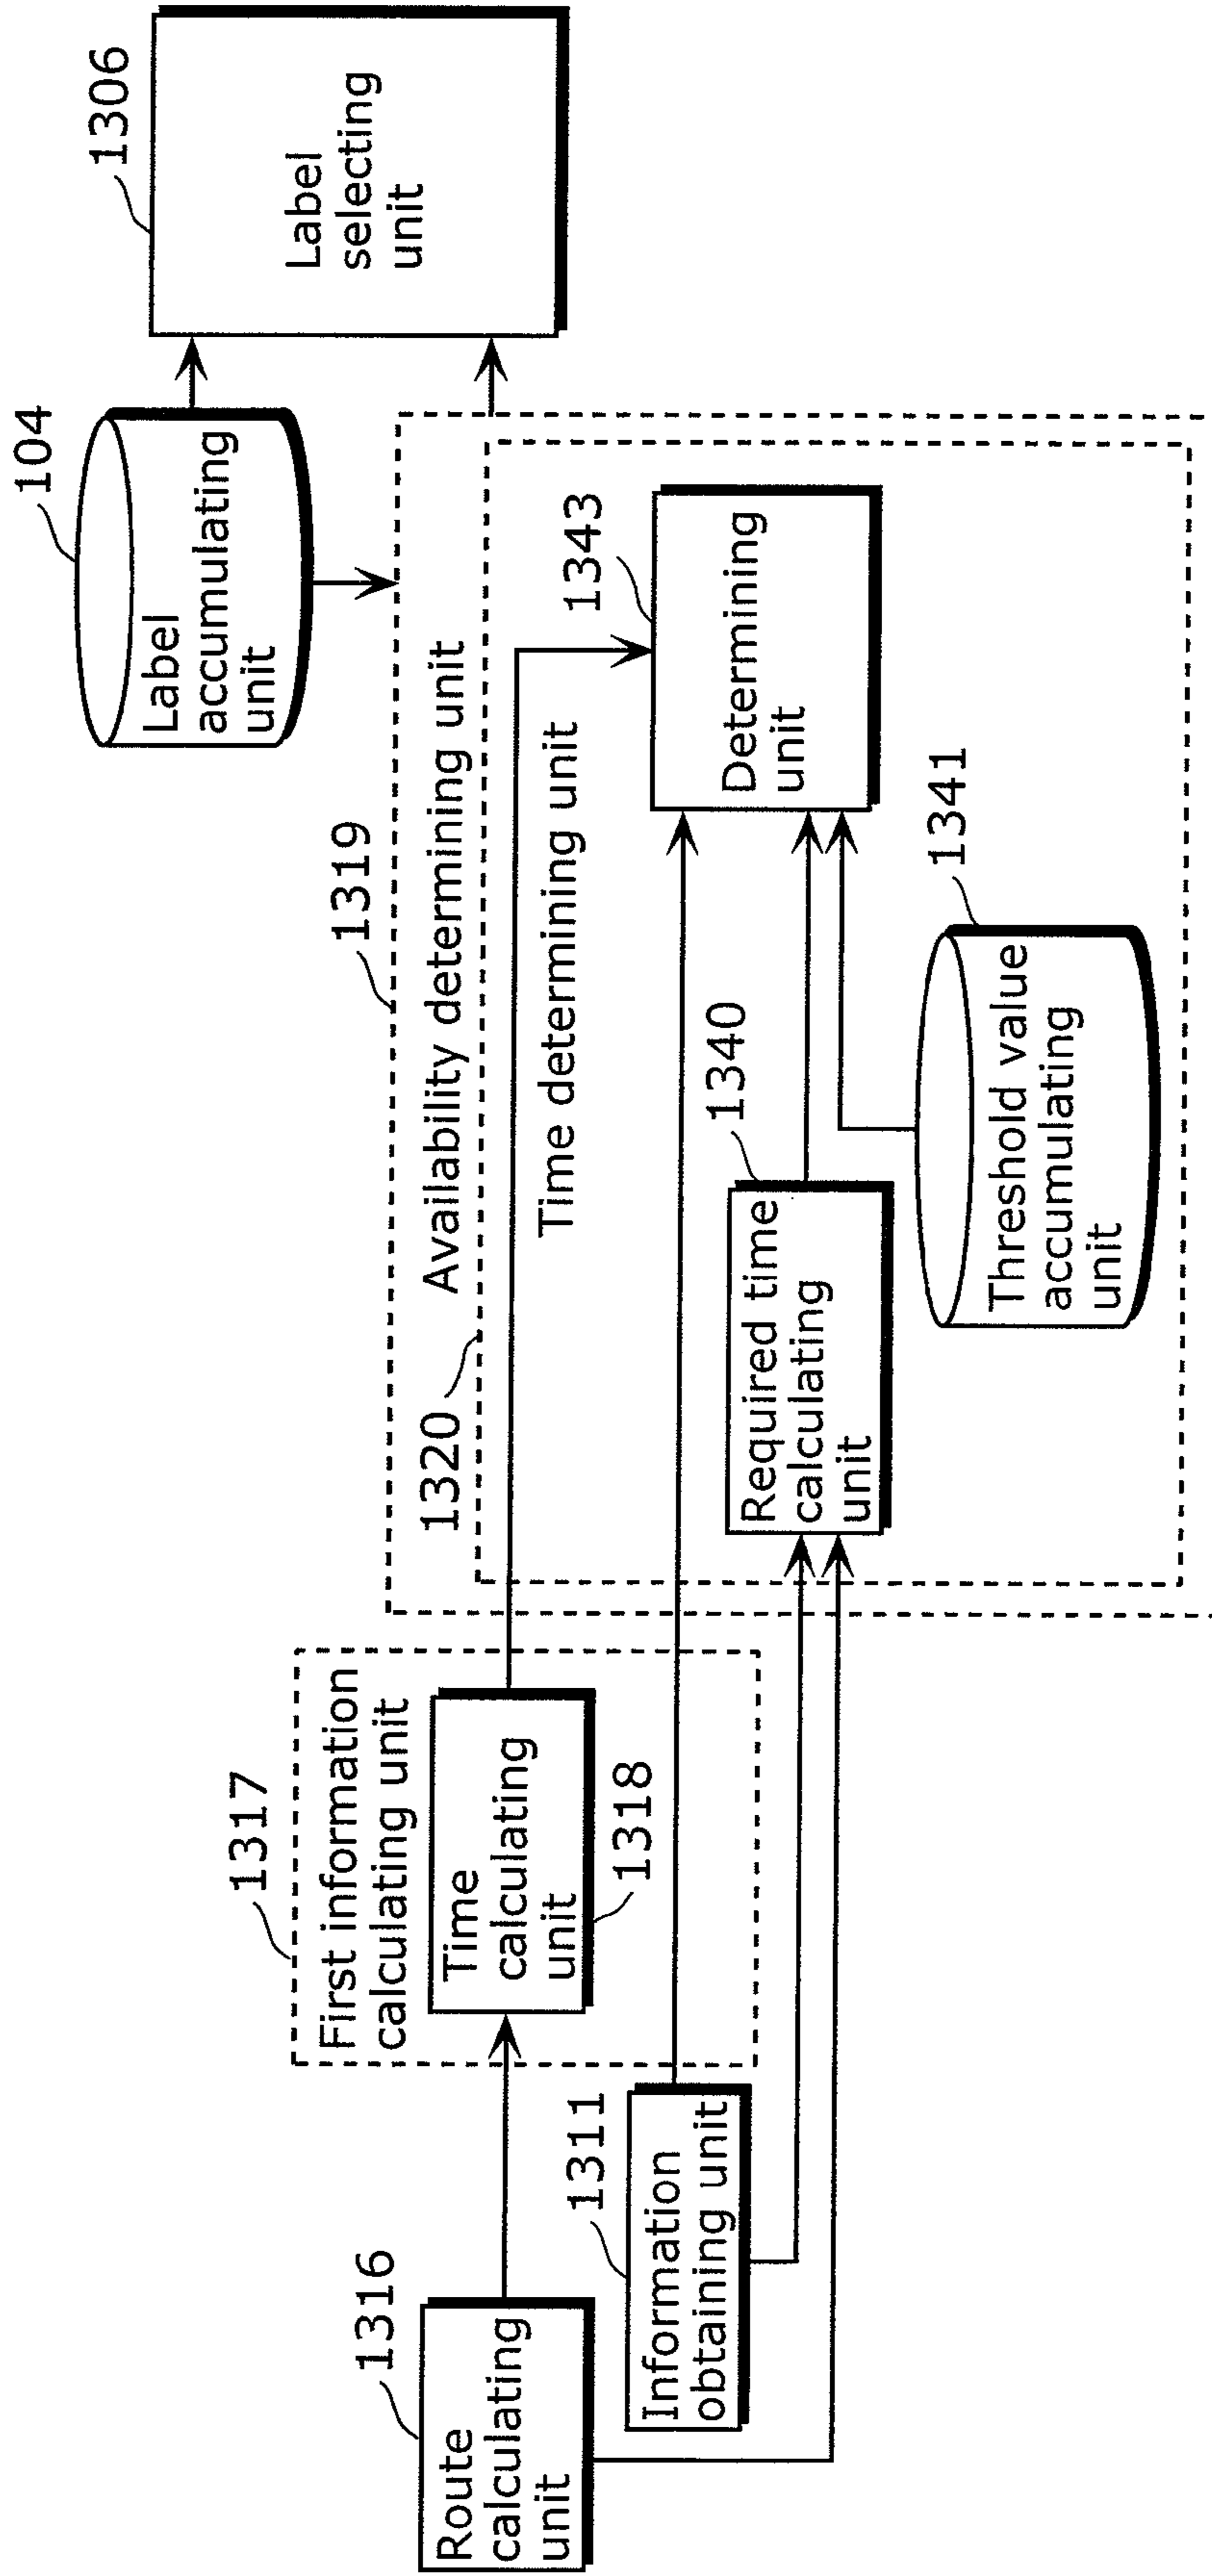 1316
Route
calculating
unit
1311
Information
obtaining unit
1317
First information
calculating unit
Time
calculating
unit
1318
1319
Availability determining unit
1320
Time determining unit
1340
Required time
calculating
unit
1341
Threshold value
accumulating
unit
1343
Determining
unit
104
Label
accumulating
unit
1306
Label
selecting
unit